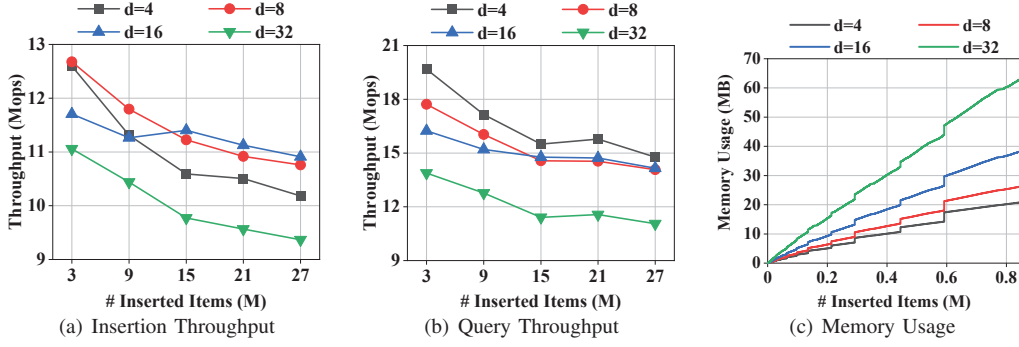 d=4 d=8
d=16 d=32
13
12
11
10
9
Throughput (Mops)
3 9 15 21 27
# Inserted Items (M)
(a) Insertion Throughput
d=4 d=8
d=16 d=32
21
18
15
12
9
Throughput (Mops)
3 9 15 21 27
# Inserted Items (M)
(b) Query Throughput
d=4 d=8
d=16 d=32
70
60
50
40
30
20
10
0
Memory Usage (MB)
0 0.2 0.4 0.6 0.8
# Inserted Items (M)
(c) Memory Usage